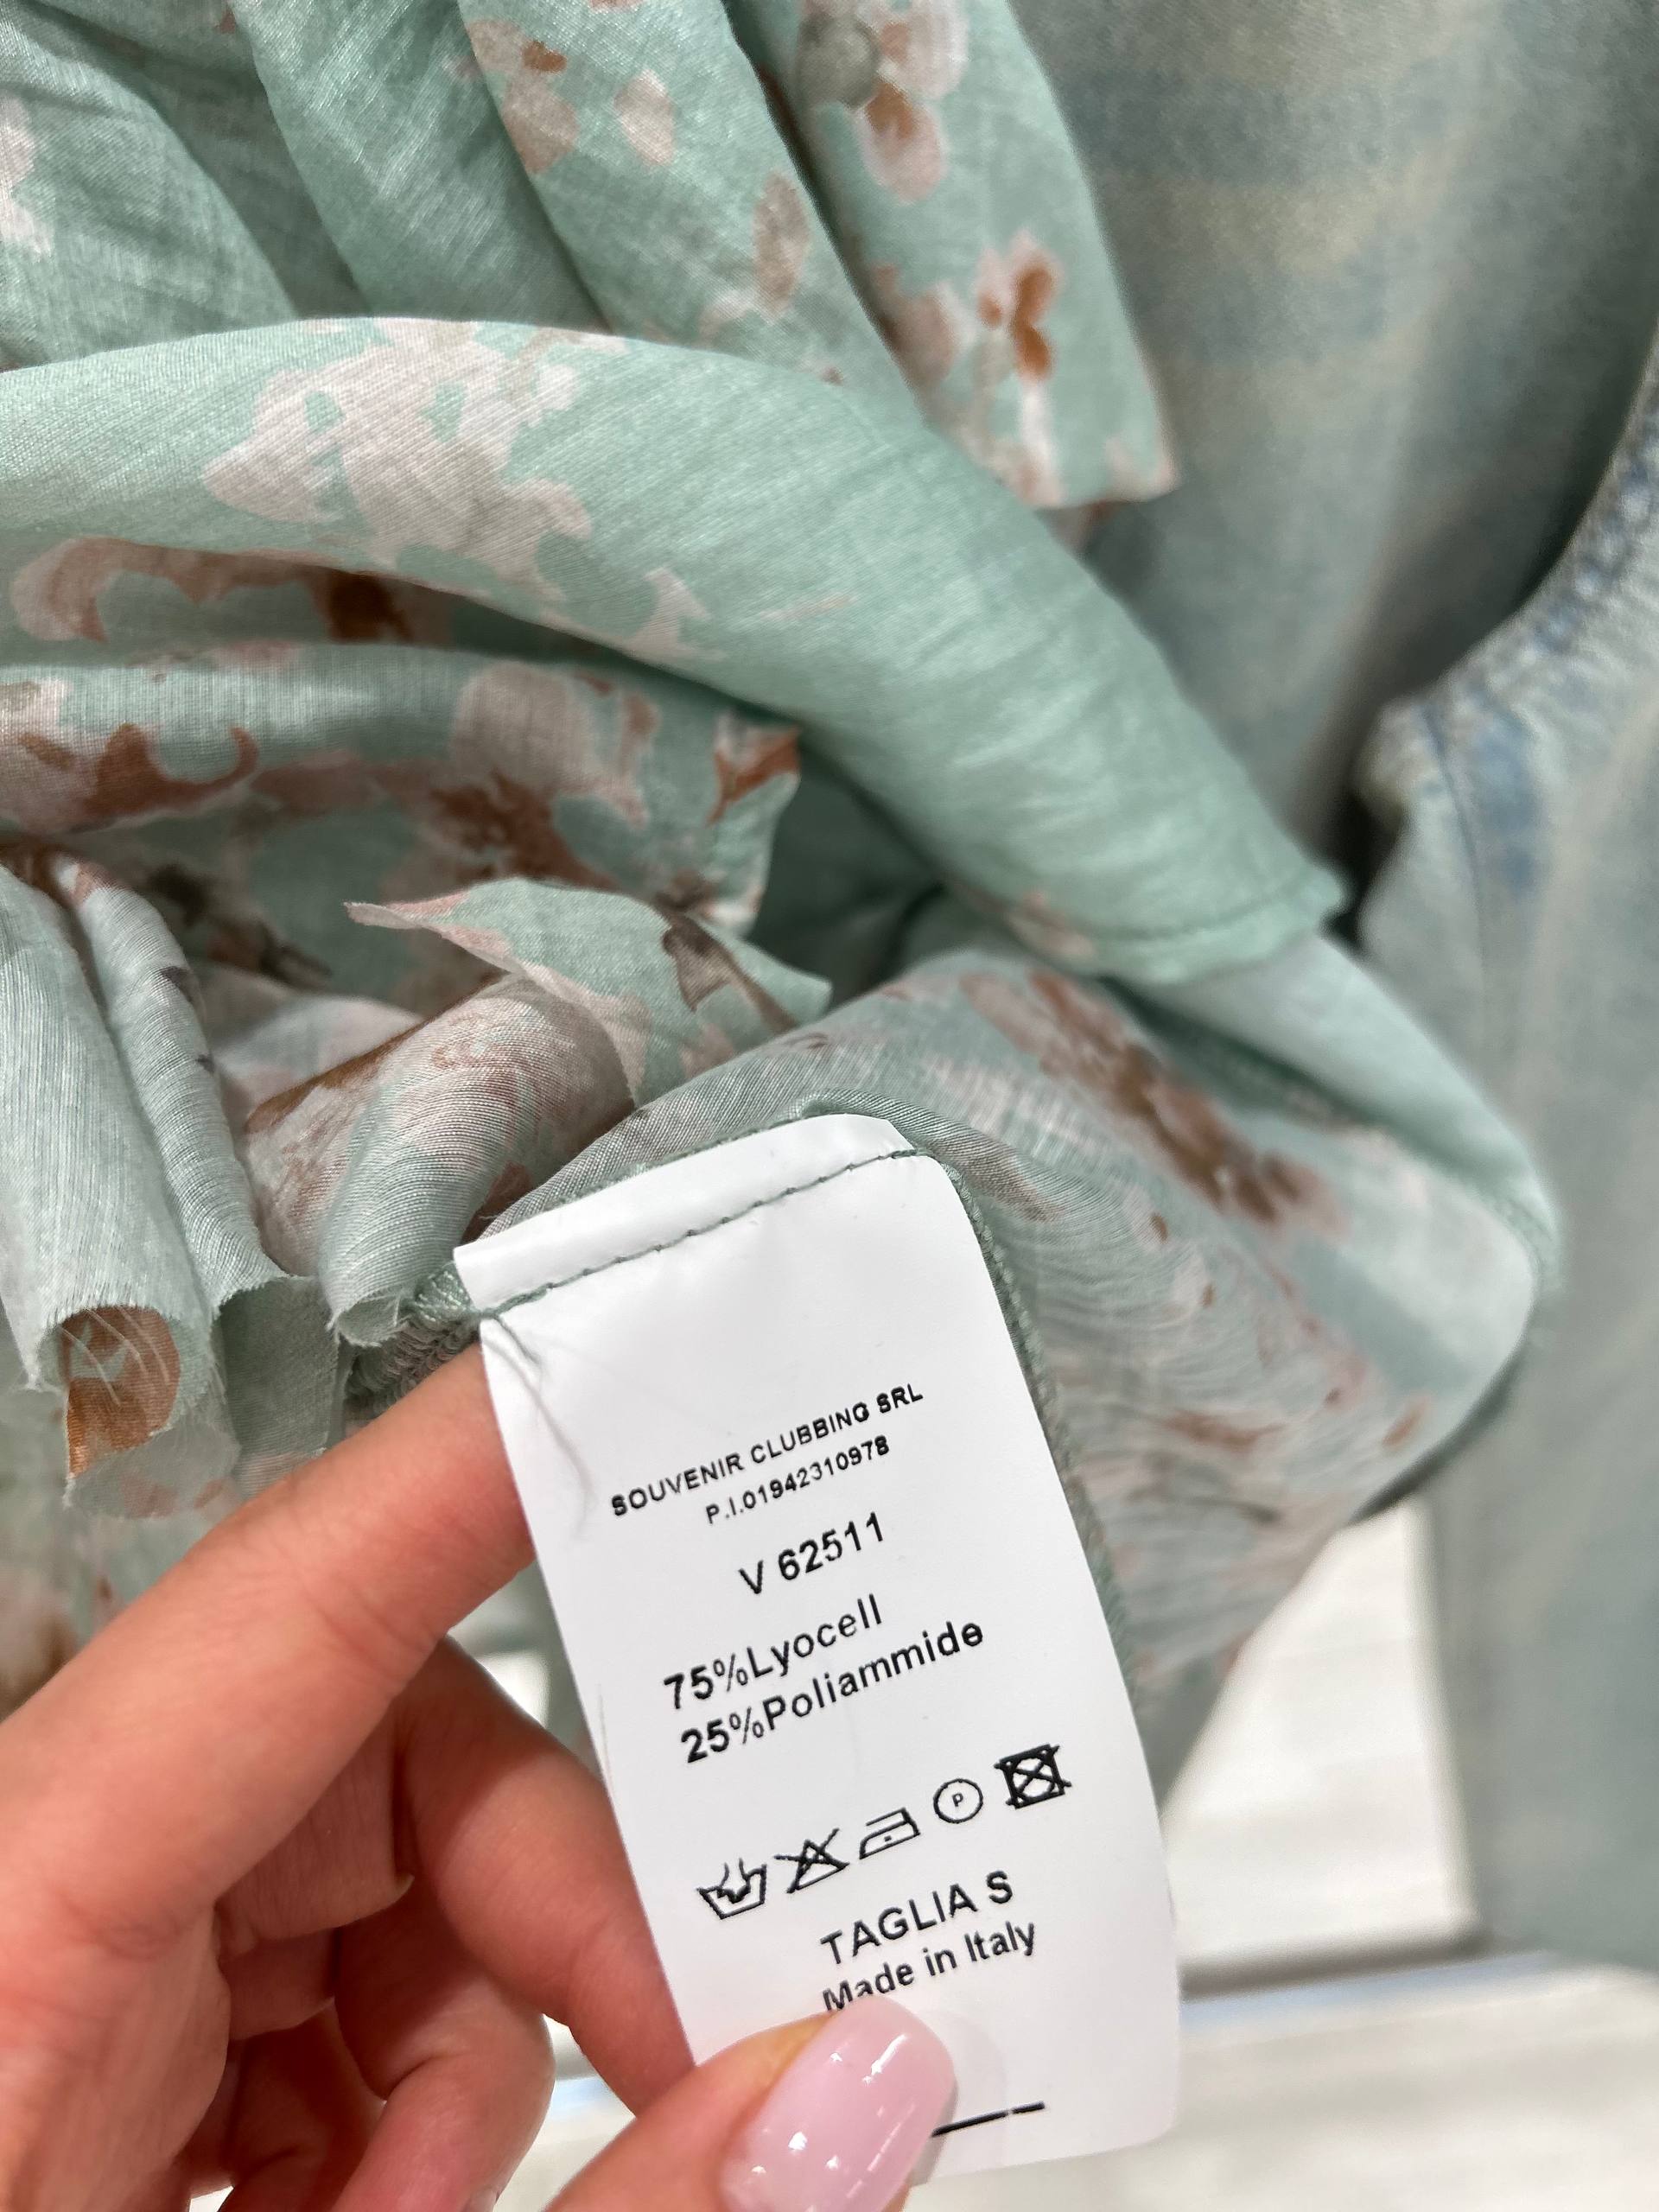 SOUVENIR CLUBBING SRL
P.I.01942310978
V 62511
75%Lyocell
25%Poliammide
P
TAGLIA S
Made in Italy